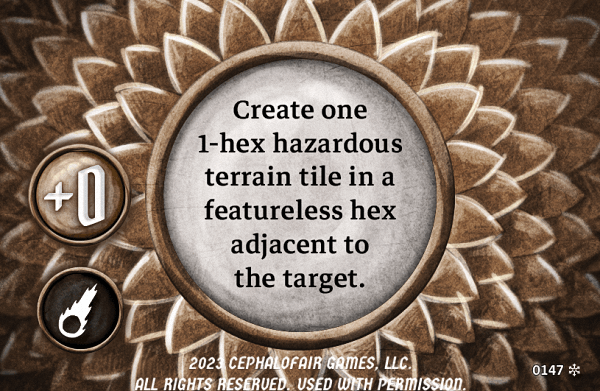 Create one
1-hex hazardous
terrain tile in a
featureless hex
adjacent to
the target.
+0
2023 CEPHALOFAIR GAMES, LLC.
ALL RIGHTS RESERVED. USED WITH PERMISSION.
0147